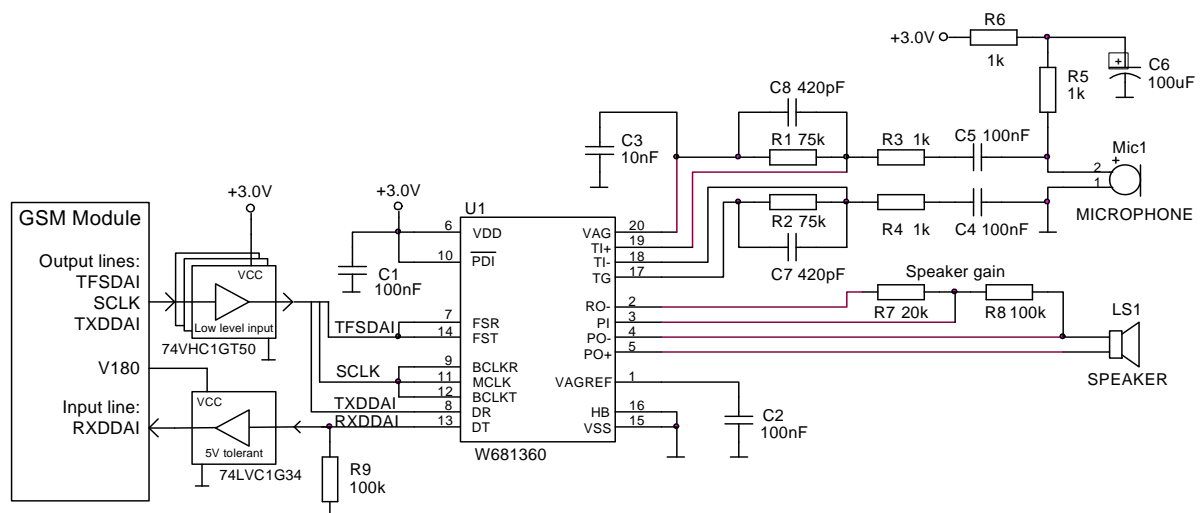 R6
+3.0V
1k
C6
100uF
R5
1k
C8 420pF
R1 75k
R3 1k
C5 100nF
C3
10nF
Mic1
+
2
1
MICROPHONE
R2 75k
R4 1k
C4 100nF
C7 420pF
GSM Module
Output lines:
TFSDAI
SCLK
TXDDAI
V180
Input line:
RXDDAI
+3.0V
VCC
Low level input
74VHC1GT50
VCC
5V tolerant
74LVC1G34
+3.0V
C1
100nF
TFSDAI
SCLK
TXDDAI
RXDDAI
R9
100k
U1
6 VDD
10 PDI
7 FSR
14 FST
9 BCLKR
11 MCLK
12 BCLKT
8 DR
13 DT
VAG 20
TI+ 19
TI- 18
TG 17
RO- 2
PI 3
PO- 4
PO+ 5
VAGREF 1
HB 16
VSS 15
W681360
Speaker gain
R7 20k
R8 100k
LS1
SPEAKER
C2
100nF